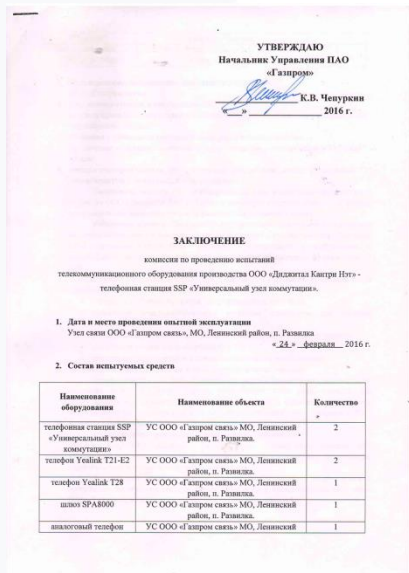 УТВЕРЖДАЮ
Начальник Управления ПАО
«Газпром»
К.В. Чепуркин
«___» ________________ 2016 г.
ЗАКЛЮЧЕНИЕ
комиссия по проведению испытаний
телекоммуникационного оборудования производства ООО «Диджитал Кантри Нэт» -
телефонная станция SSP «Универсальный узел коммутации».
1. Дата и место проведения опытной эксплуатации
Узел связи ООО «Газпром связь», МО, Ленинский район, п. Развилка
« 24 » февраля 2016 г.
2. Состав испытуемых средств
Наименование оборудования Наименование объекта Количество
телефонная станция SSP УС ООО «Газпром связь» МО, Ленинский 2
«Универсальный узел район, п. Развилка.
коммутации»
телефон Yealink T21-E2 УС ООО «Газпром связь» МО, Ленинский 2
район, п. Развилка.
телефон Yealink T28 УС ООО «Газпром связь» МО, Ленинский 1
район, п. Развилка.
шлюз SPA8000 УС ООО «Газпром связь» МО, Ленинский 1
район, п. Развилка.
аналоговый телефон УС ООО «Газпром связь» МО, Ленинский 1